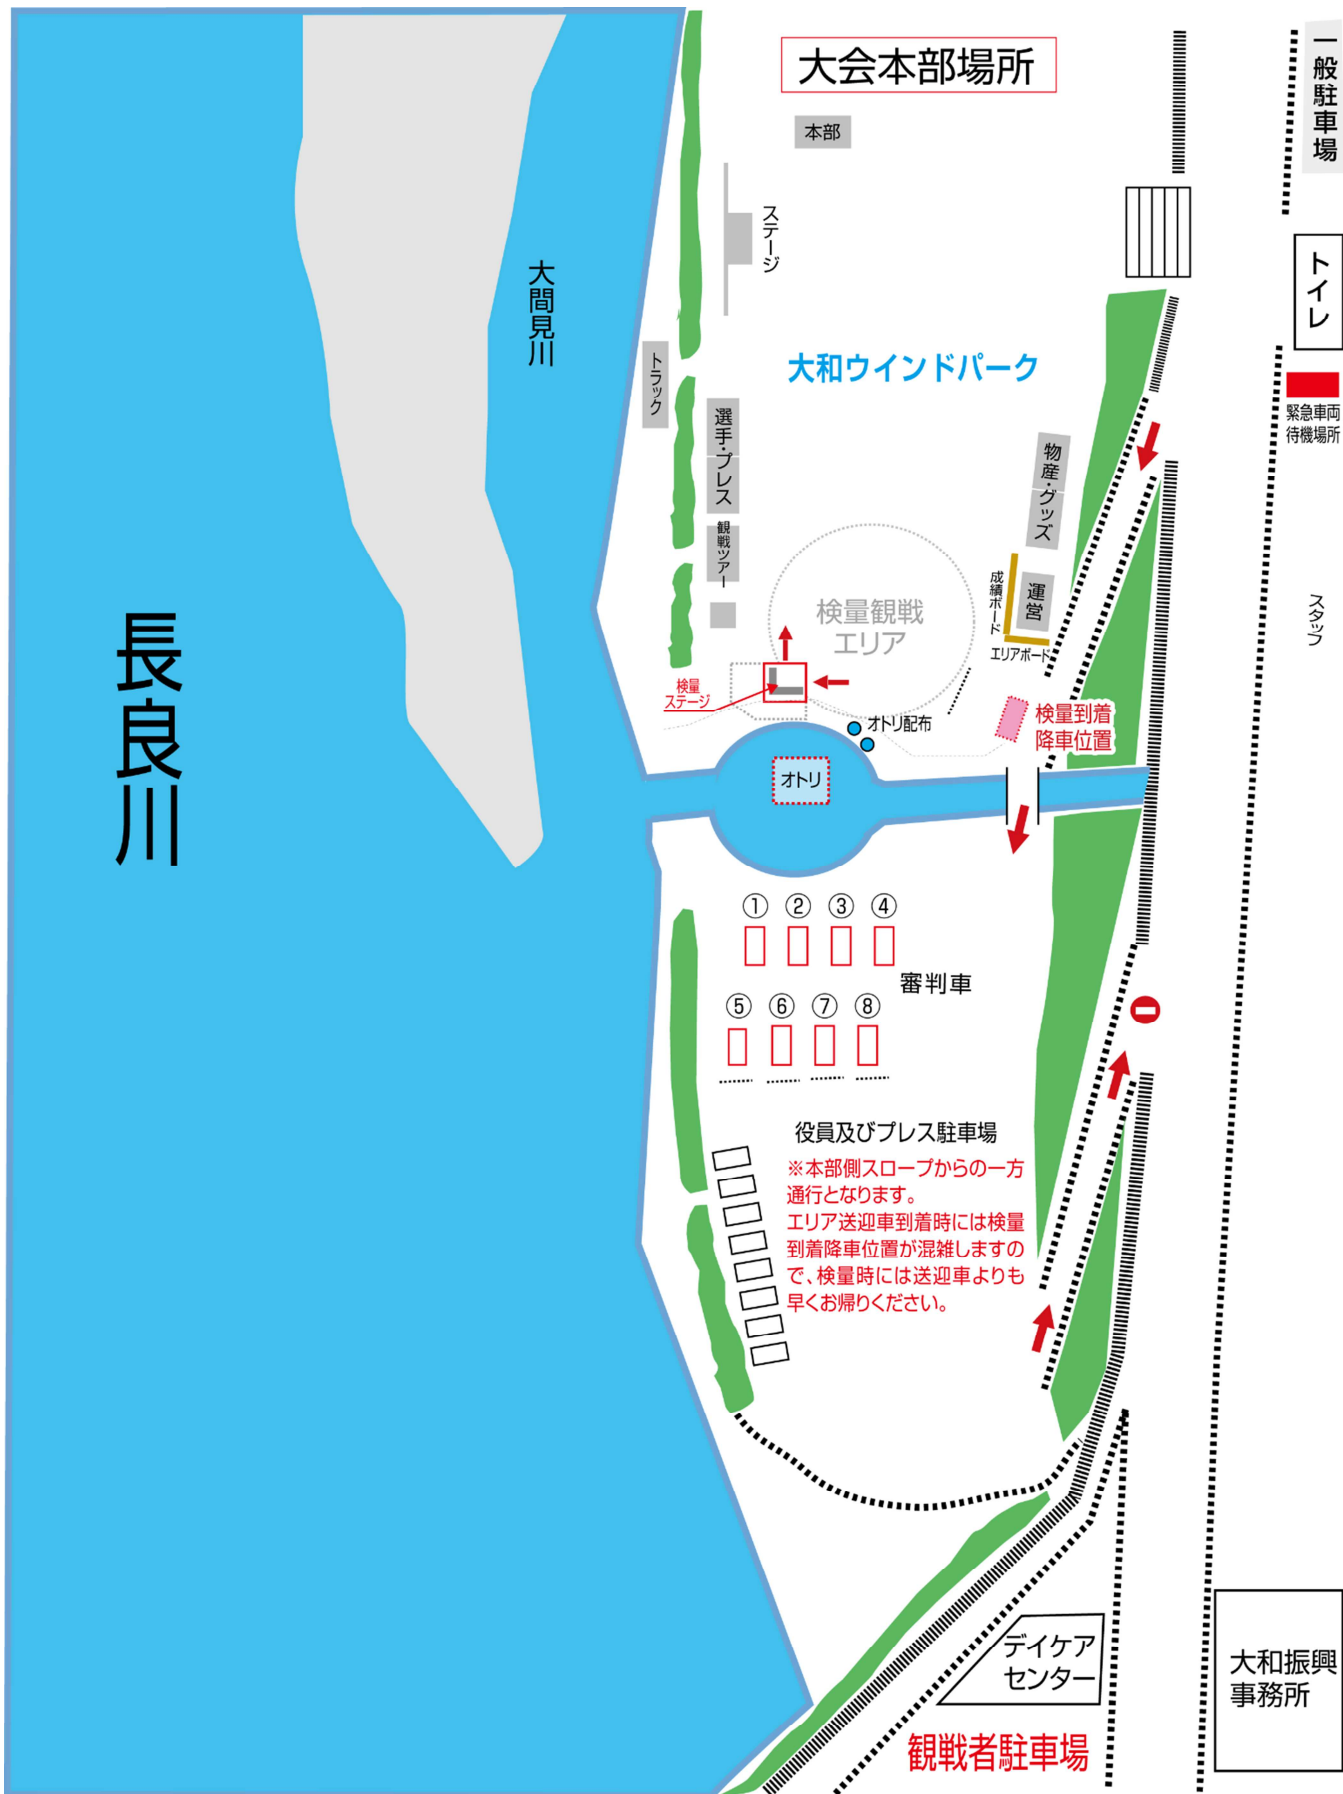 大会本部場所
一般駐車場
本部
ステージ
トイレ
大間見川
トラック
大和ウインドパーク
緊急車両
待機場所
選手・プレス
物産・グッズ
観戦ツアー
成績ボード
運営
検量観戦
エリア
エリアボード
スタッフ
長良川
検量
ステージ
オトリ配布
検量到着
降車位置
オトリ
① ② ③ ④
審判車
⑤ ⑥ ⑦ ⑧
役員及びプレス駐車場
※本部側スロープからの一方
通行となります。
エリア送迎車到着時には検量
到着降車位置が混雑しますの
で、検量時には送迎車よりも
早くお帰りください。
デイケア
センター
大和振興
事務所
観戦者駐車場